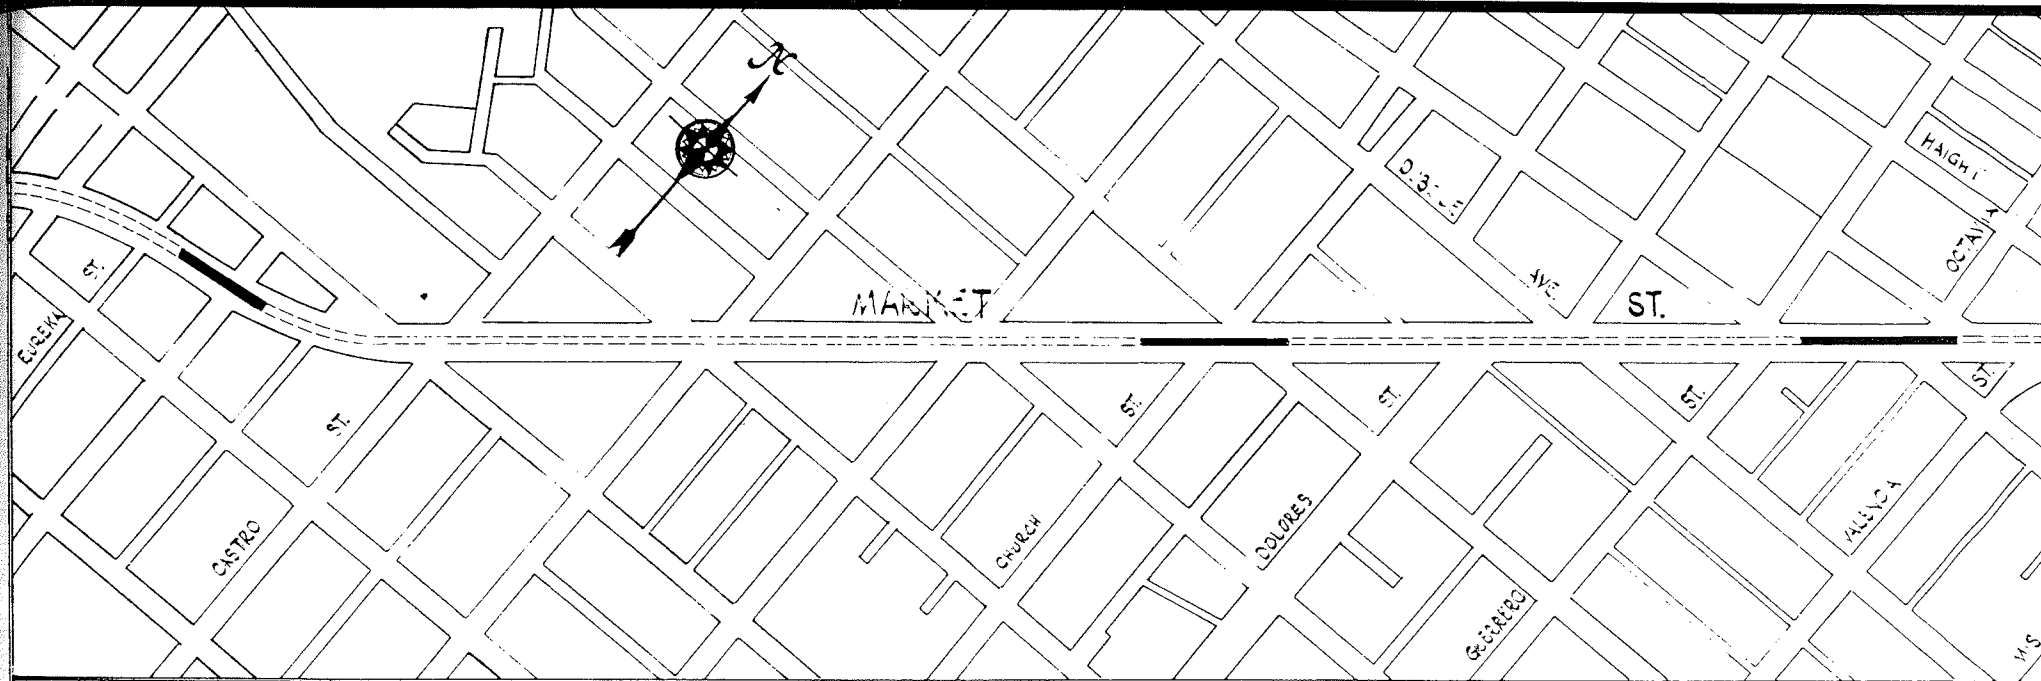 N
HAIGHT
OCTAVIA
ST.
EUREKA
MARKET
ST.
AVE.
ST.
ST.
ST.
ST.
ST.
CASTRO
CHURCH
DOLORES
GUERRERO
VALENCIA